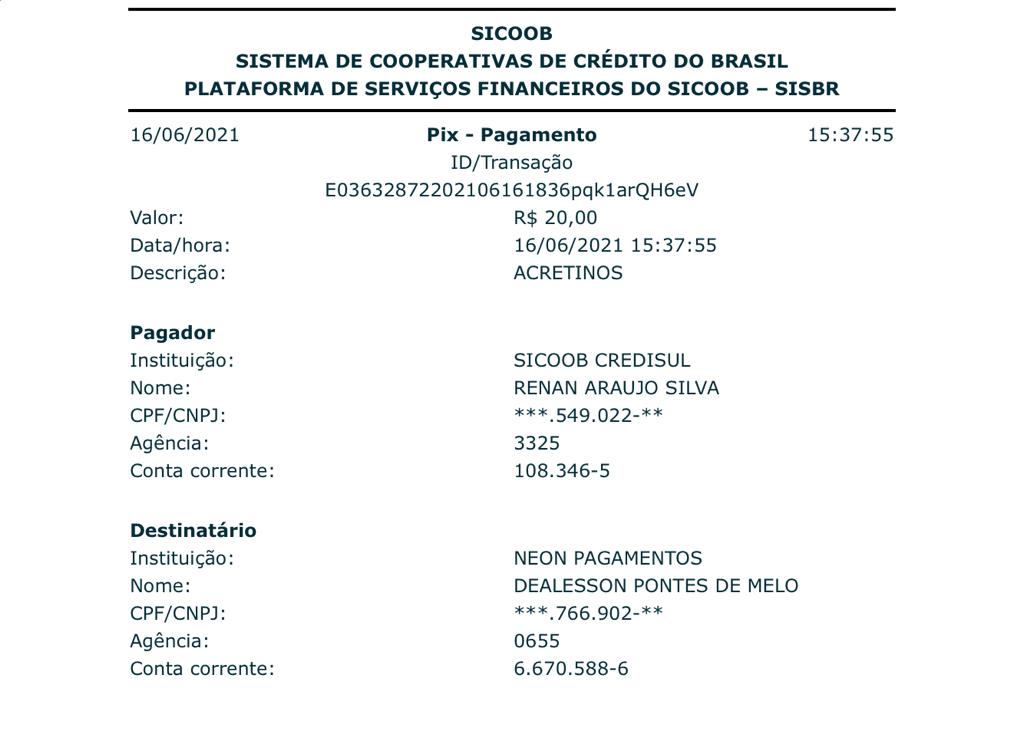 SICOOB
SISTEMA DE COOPERATIVAS DE CRÉDITO DO BRASIL
PLATAFORMA DE SERVIÇOS FINANCEIROS DO SICOOB – SISBR
16/06/2021 Pix - Pagamento 15:37:55
ID/Transação
E03632872202106161836pqk1arQH6eV
Valor: R$ 20,00
Data/hora: 16/06/2021 15:37:55
Descrição: ACRETINOS
Pagador
Instituição: SICOOB CREDISUL
Nome: RENAN ARAUJO SILVA
CPF/CNPJ: ***.549.022-**
Agência: 3325
Conta corrente: 108.346-5
Destinatário
Instituição: NEON PAGAMENTOS
Nome: DEALESSON PONTES DE MELO
CPF/CNPJ: ***.766.902-**
Agência: 0655
Conta corrente: 6.670.588-6